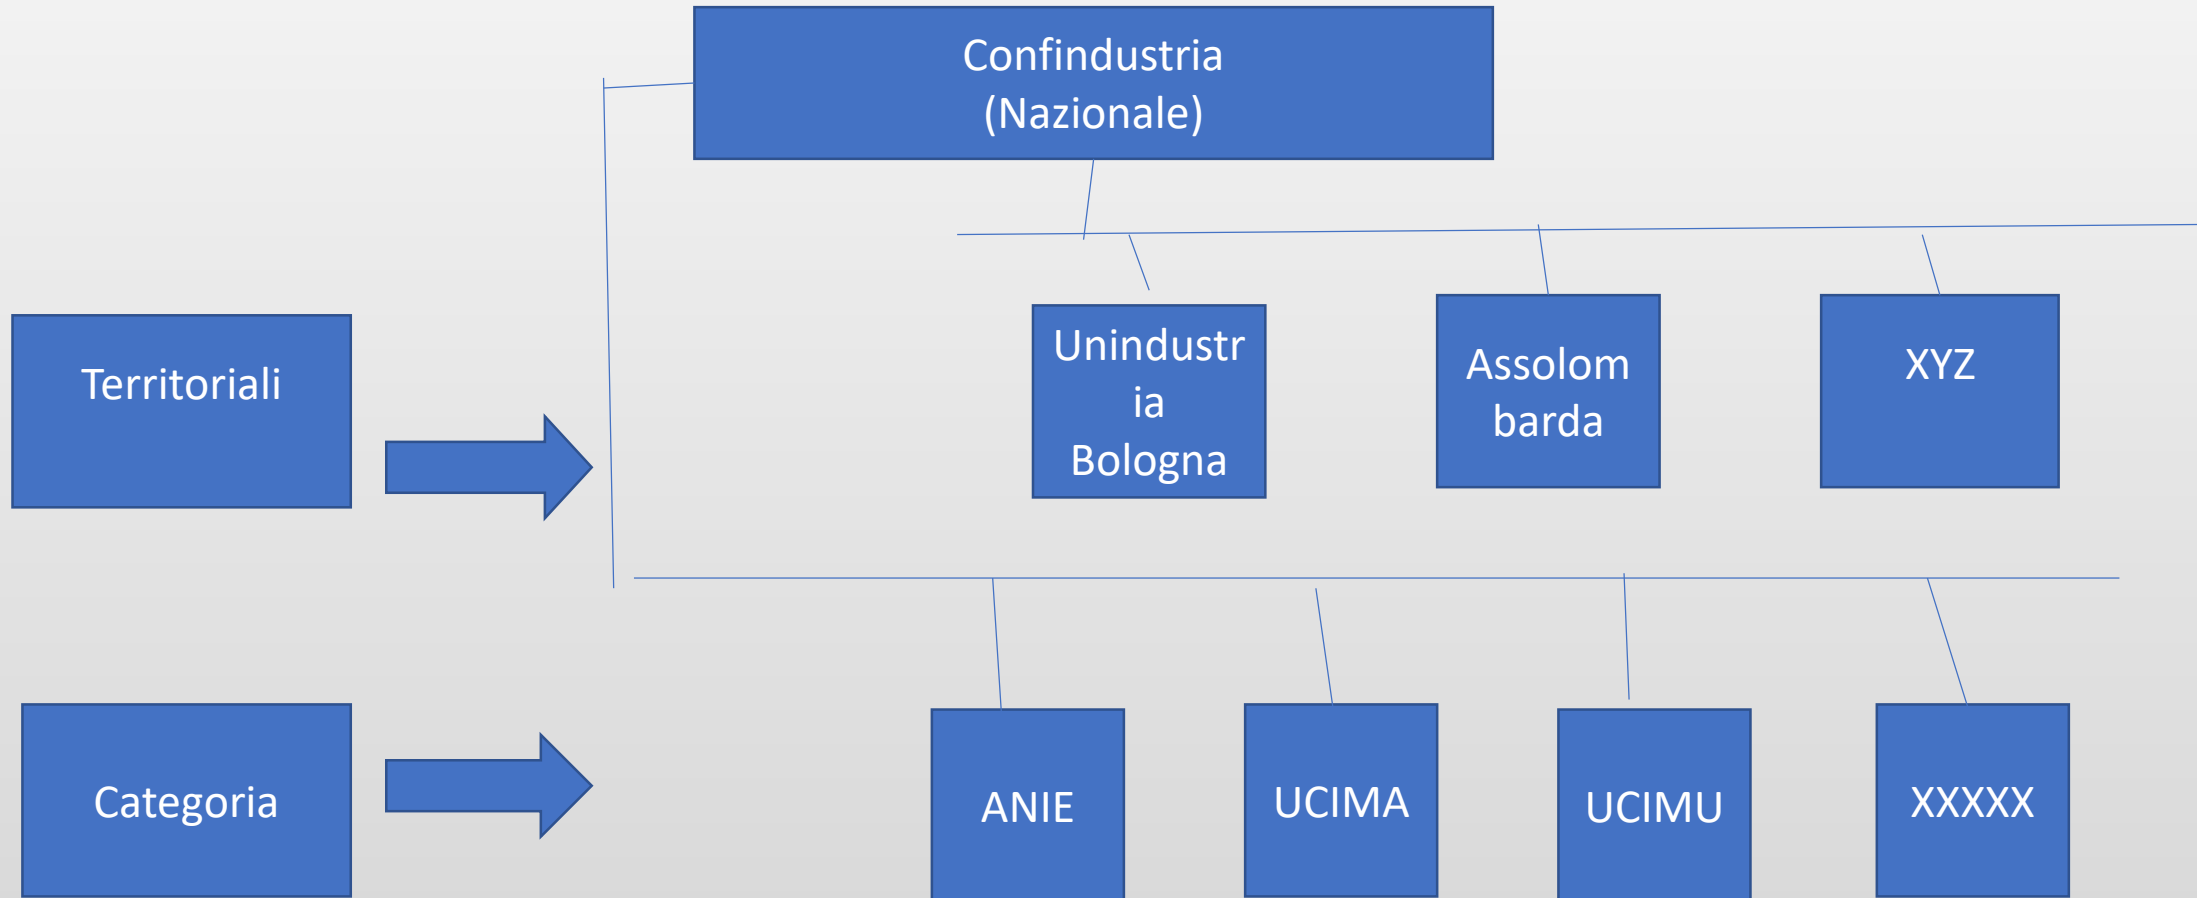 Confindustria
(Nazionale)
Territoriali
Unindustr
ia
Bologna
Assolom
barda
XYZ
Categoria
ANIE
UCIMA
UCIMU
XXXXX